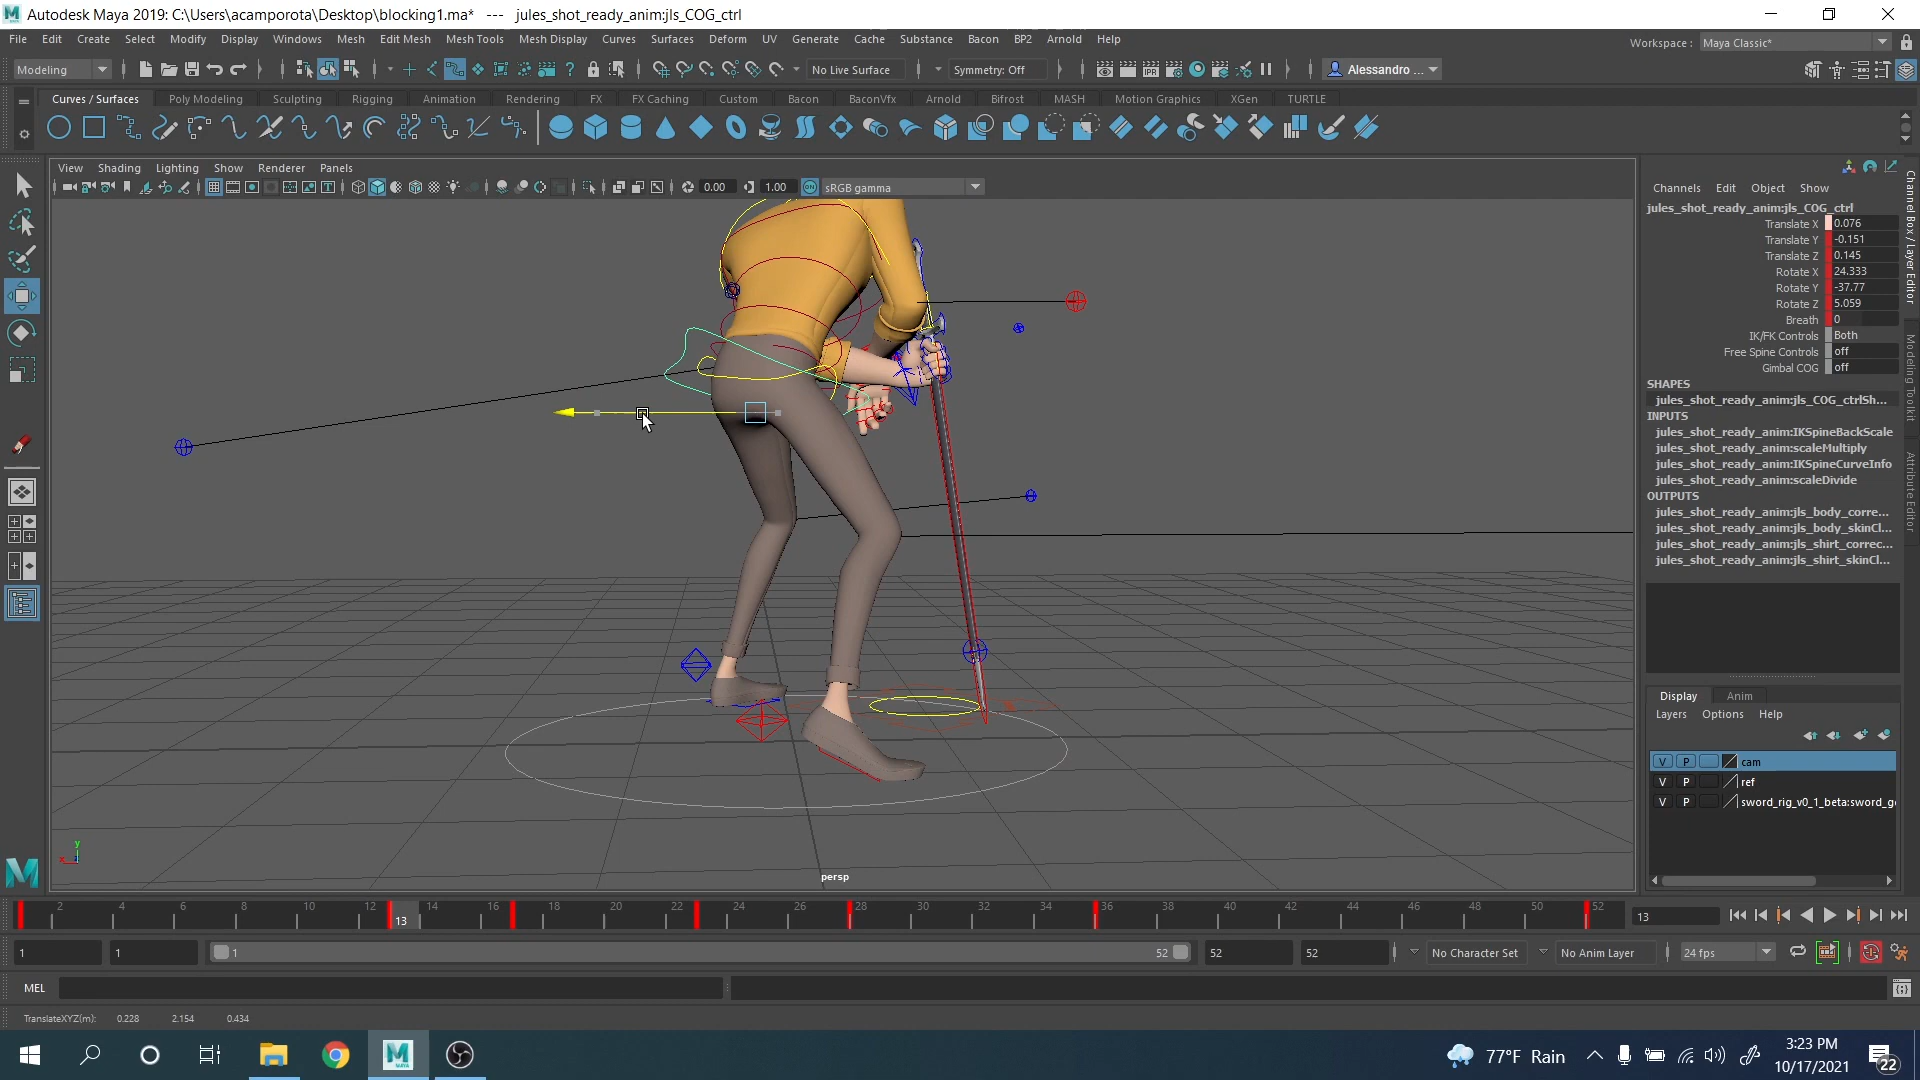 Autodesk Maya 2019: C:\Users\acamporota\Desktop\blocking1.ma* --- jules_shot_ready_anim:jls_COG_ctrl
File Edit Create Select Modify Display Windows Mesh Edit Mesh Mesh Tools Mesh Display Curves Surfaces Deform UV Generate Cache Substance Bacon BP2 Arnold Help
Workspace : Maya Classic*
Modeling No Live Surface Symmetry: Off Alessandro ...
Curves / Surfaces Poly Modeling Sculpting Rigging Animation Rendering FX FX Caching Custom Bacon BaconVfx Arnold Bifrost MASH Motion Graphics XGen TURTLE
View Shading Lighting Show Renderer Panels
0.00 1.00 ON sRGB gamma
Channels Edit Object Show
jules_shot_ready_anim:jls_COG_ctrl
Translate X 0.076
Translate Y -0.151
Translate Z 0.145
Rotate X 24.333
Rotate Y -37.77
Rotate Z 5.059
Breath 0
IK/FK Controls Both
Free Spine Controls off
Gimbal COG off
SHAPES
jules_shot_ready_anim:jls_COG_ctrlSh...
INPUTS
jules_shot_ready_anim:IKSpineBackScale
jules_shot_ready_anim:scaleMultiply
jules_shot_ready_anim:IKSpineCurveInfo
jules_shot_ready_anim:scaleDivide
OUTPUTS
jules_shot_ready_anim:jls_body_corre...
jules_shot_ready_anim:jls_body_skinCl...
jules_shot_ready_anim:jls_shirt_correc...
jules_shot_ready_anim:jls_shirt_skinCl...
Channel Box / Layer Editor
Modeling Toolkit
Attribute Editor
Display Anim
Layers Options Help
V P cam
V P ref
V P sword_rig_v0_1_beta:sword_g
y
x
persp
2 4 6 8 10 12 13 14 16 18 20 22 24 26 28 30 32 34 36 38 40 42 44 46 48 50 52
13
1 1 1 52 52 52 No Character Set No Anim Layer 24 fps
MEL
TranslateXYZ(m): 0.228 2.154 0.434
77°F Rain
3:23 PM
10/17/2021
22